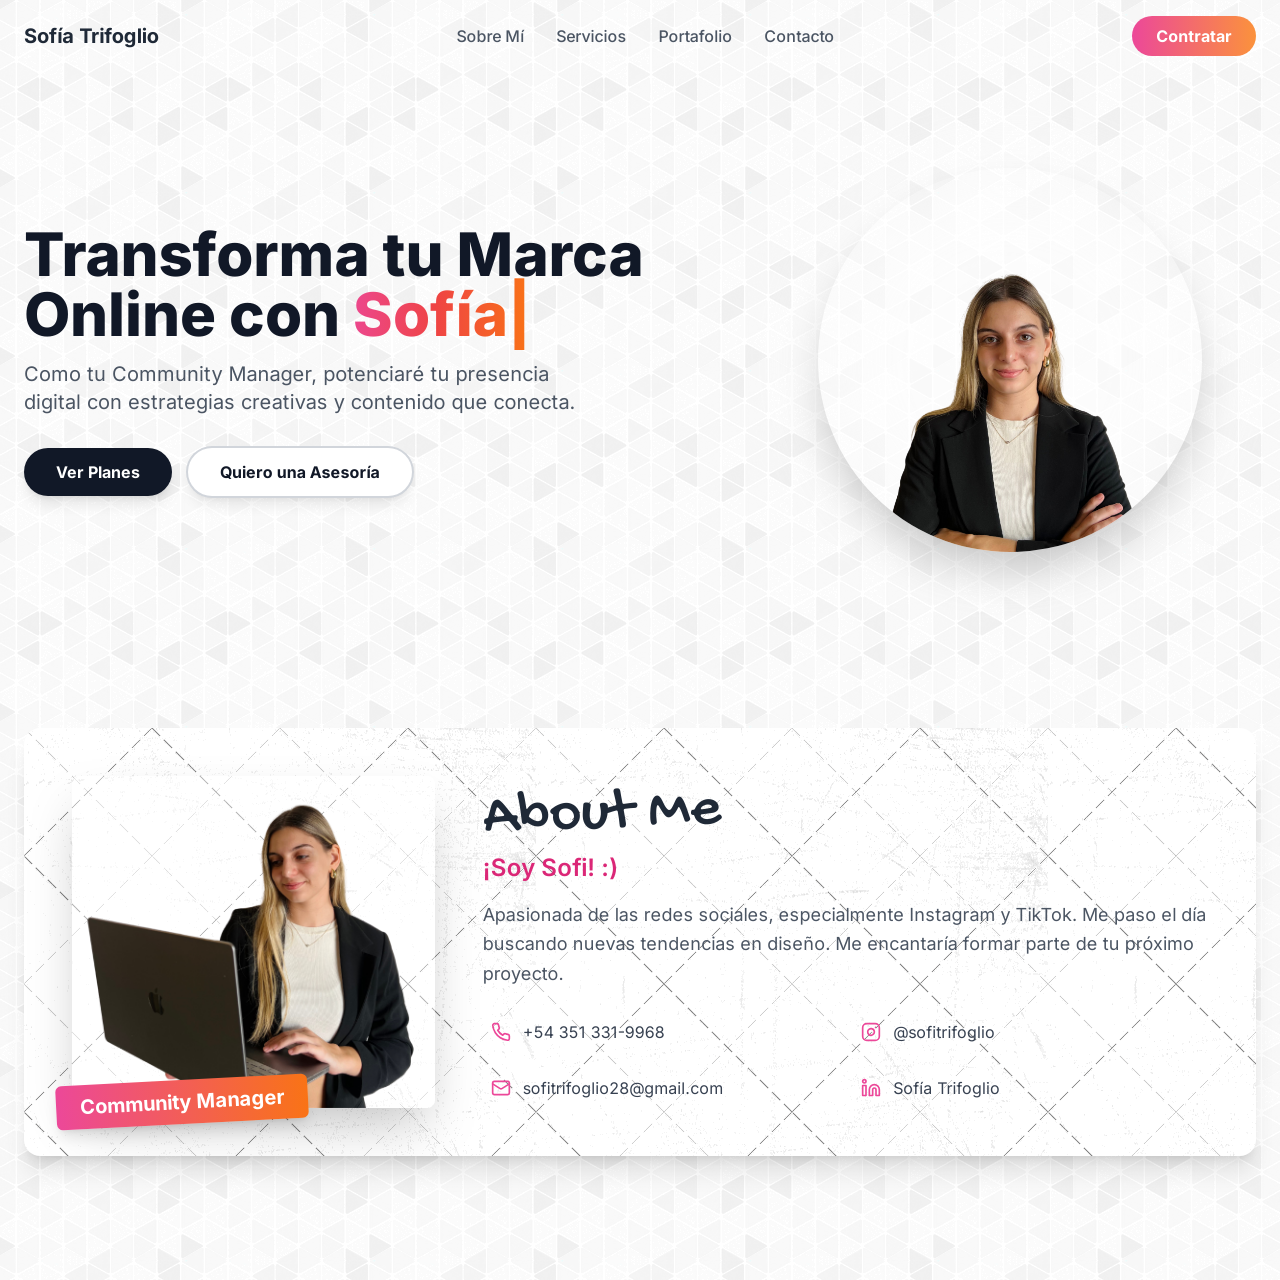 Sofía Trifoglio
Sobre Mí
Servicios
Portafolio
Contacto
Contratar
Transforma tu Marca
Online con Sofía|
Como tu Community Manager, potenciaré tu presencia
digital con estrategias creativas y contenido que conecta.
Ver Planes
Quiero una Asesoría
About Me
¡Soy Sofi! :)
Apasionada de las redes sociales, especialmente Instagram y TikTok. Me paso el día
buscando nuevas tendencias en diseño. Me encantaría formar parte de tu próximo
proyecto.
+54 351 331-9968
@sofitrifoglio
sofitrifoglio28@gmail.com
Sofía Trifoglio
Community Manager